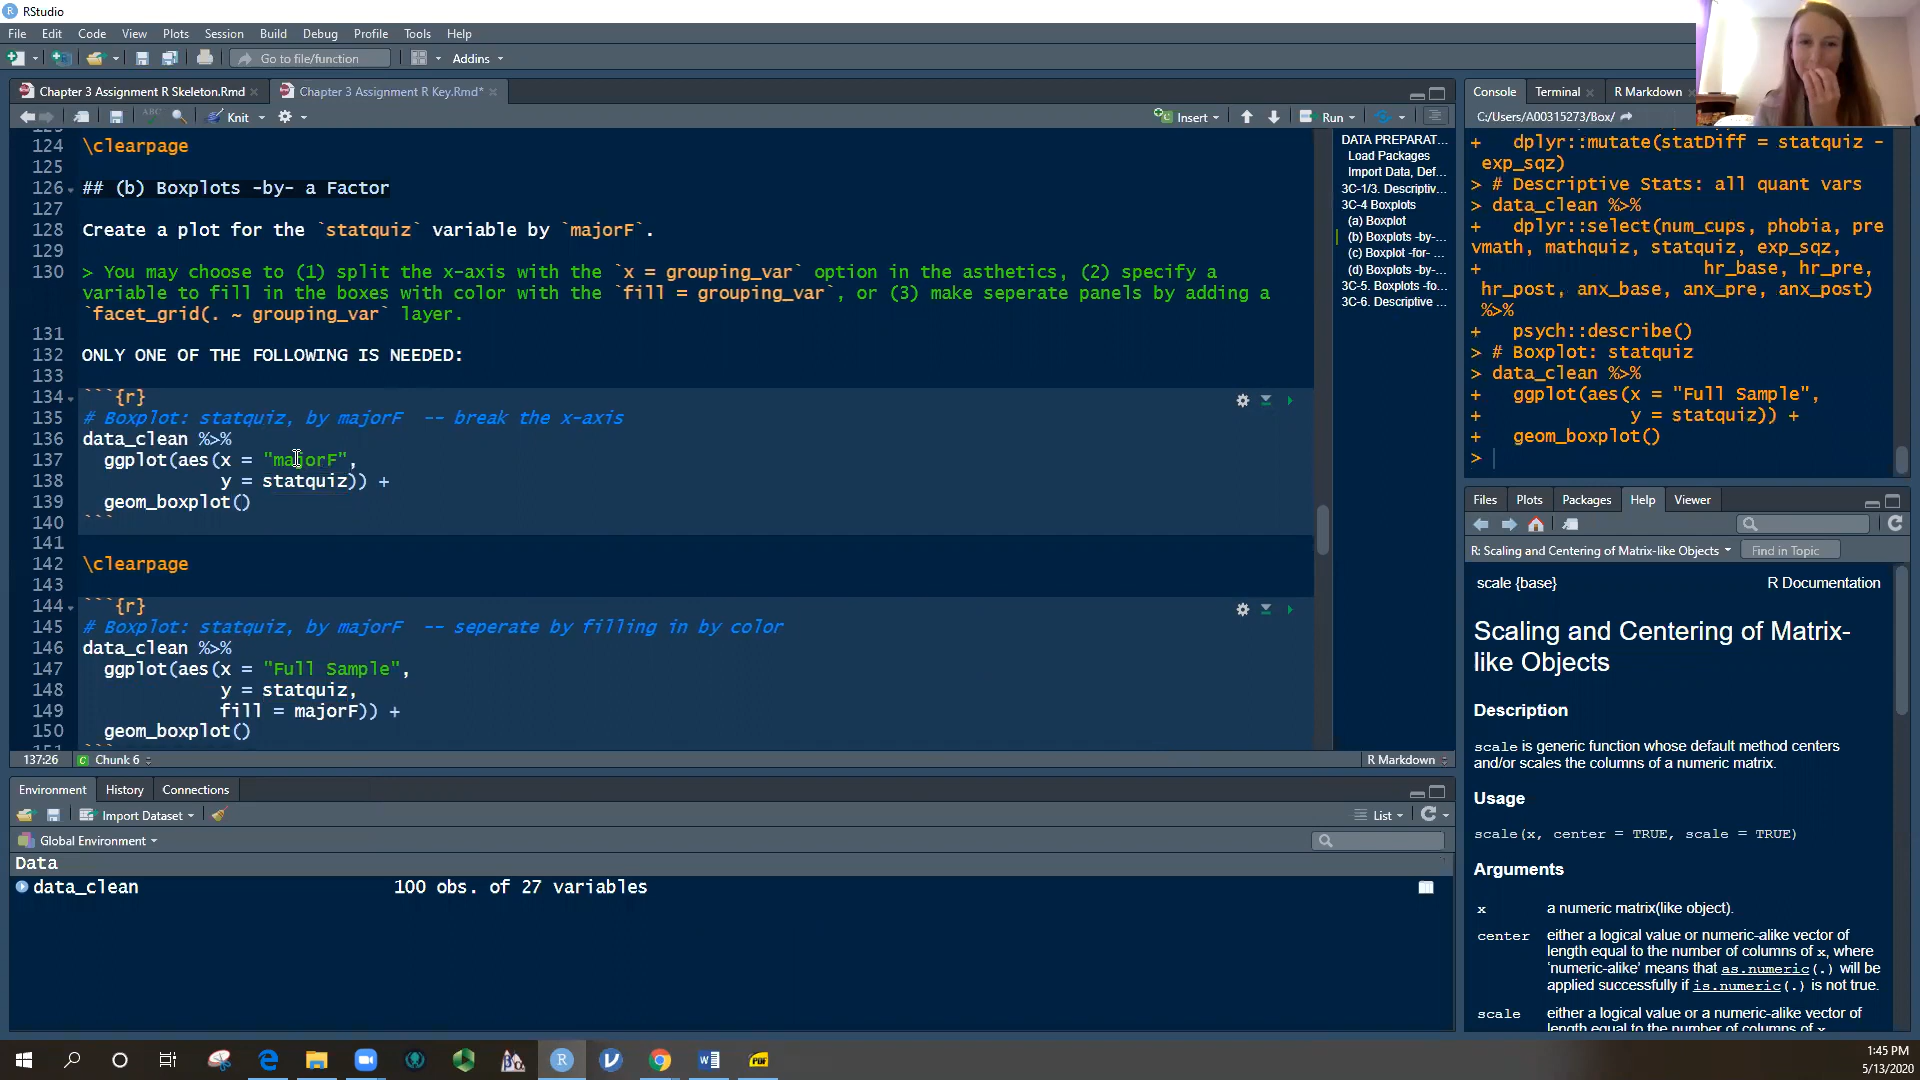 RStudio
File Edit Code View Plots Session Build Debug Profile Tools Help
Go to file/function Addins
Chapter 3 Assignment R Skeleton.Rmd Chapter 3 Assignment R Key.Rmd*
Knit Insert Run
124 \clearpage
125
126 ## (b) Boxplots -by- a Factor
127
128 Create a plot for the `statquiz` variable by `majorF`.
129
130 > You may choose to (1) split the x-axis with the `x = grouping_var` option in the asthetics, (2) specify a
variable to fill in the boxes with color with the `fill = grouping_var`, or (3) make seperate panels by adding a
`facet_grid(. ~ grouping_var` layer.
131
132 ONLY ONE OF THE FOLLOWING IS NEEDED:
133
134 ```{r}
135 # Boxplot: statquiz, by majorF  -- break the x-axis
136 data_clean %>%
137 ggplot(aes(x = "majorF",
138 y = statquiz)) +
139 geom_boxplot()
140 ```
141
142 \clearpage
143
144 ```{r}
145 # Boxplot: statquiz, by majorF  -- seperate by filling in by color
146 data_clean %>%
147 ggplot(aes(x = "Full Sample",
148 y = statquiz,
149 fill = majorF)) +
150 geom_boxplot()
137:26 Chunk 6 R Markdown
DATA PREPARAT...
Load Packages
Import Data, Def...
3C-1/3. Descriptiv...
3C-4 Boxplots
(a) Boxplot
(b) Boxplots -by-...
(c) Boxplot -for- ...
(d) Boxplots -by-...
3C-5. Boxplots -fo...
3C-6. Descriptive ...
Environment History Connections
Import Dataset List
Global Environment
Data
data_clean 100 obs. of 27 variables
Console Terminal R Markdown
C:/Users/A00315273/Box/
+ dplyr::mutate(statDiff = statquiz -
exp_sqz)
> # Descriptive Stats: all quant vars
> data_clean %>%
+ dplyr::select(num_cups, phobia, pre
vmath, mathquiz, statquiz, exp_sqz,
+ hr_base, hr_pre,
hr_post, anx_base, anx_pre, anx_post)
%>%
+ psych::describe()
> # Boxplot: statquiz
> data_clean %>%
+ ggplot(aes(x = "Full Sample",
+ y = statquiz)) +
+ geom_boxplot()
>
Files Plots Packages Help Viewer
R: Scaling and Centering of Matrix-like Objects Find in Topic
scale {base} R Documentation
Scaling and Centering of Matrix-
like Objects
Description
scale is generic function whose default method centers
and/or scales the columns of a numeric matrix.
Usage
scale(x, center = TRUE, scale = TRUE)
Arguments
x a numeric matrix(like object).
center either a logical value or numeric-alike vector of
length equal to the number of columns of x, where
‘numeric-alike’ means that as.numeric(.) will be
applied successfully if is.numeric(.) is not true.
scale either a logical value or a numeric-alike vector of
length equal to the number of columns of x.
1:45 PM
5/13/2020